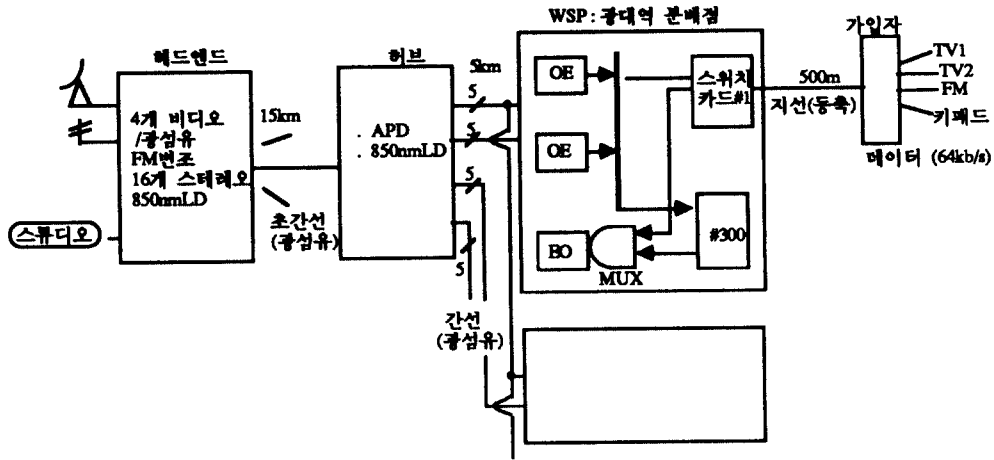 WSP : 광대역 분배점
헤드엔드
4개 비디오
/광섬유
FM변조
16개 스테레오
850nmLD
스튜디오
15km
초간선
(광섬유)
허브
. APD
. 850nmLD
5km
5
5
5
5
간선
(광섬유)
OE
OE
EO
MUX
스위치
카드#1
#300
500m
지선(동축)
가입자
TV1
TV2
FM
키패드
데이터 (64kb/s)